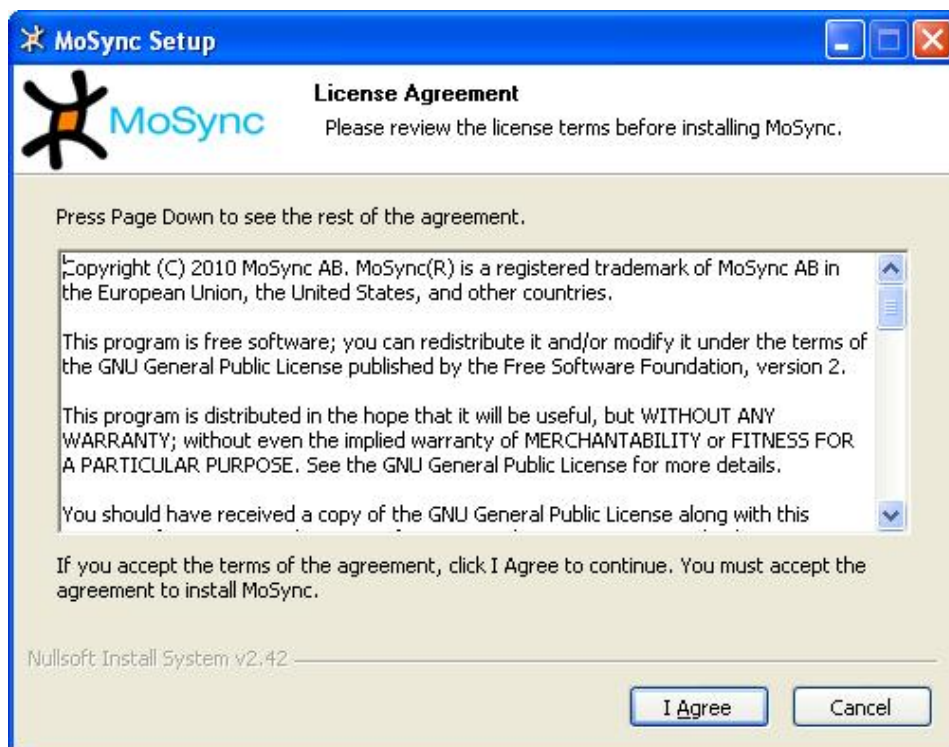 MoSync Setup
MoSync
License Agreement
Please review the license terms before installing MoSync.
Press Page Down to see the rest of the agreement.
Copyright (C) 2010 MoSync AB. MoSync(R) is a registered trademark of MoSync AB in
the European Union, the United States, and other countries.
This program is free software; you can redistribute it and/or modify it under the terms of
the GNU General Public License published by the Free Software Foundation, version 2.
This program is distributed in the hope that it will be useful, but WITHOUT ANY
WARRANTY; without even the implied warranty of MERCHANTABILITY or FITNESS FOR
A PARTICULAR PURPOSE. See the GNU General Public License for more details.
You should have received a copy of the GNU General Public License along with this
If you accept the terms of the agreement, click I Agree to continue. You must accept the
agreement to install MoSync.
Nullsoft Install System v2.42
I Agree
Cancel